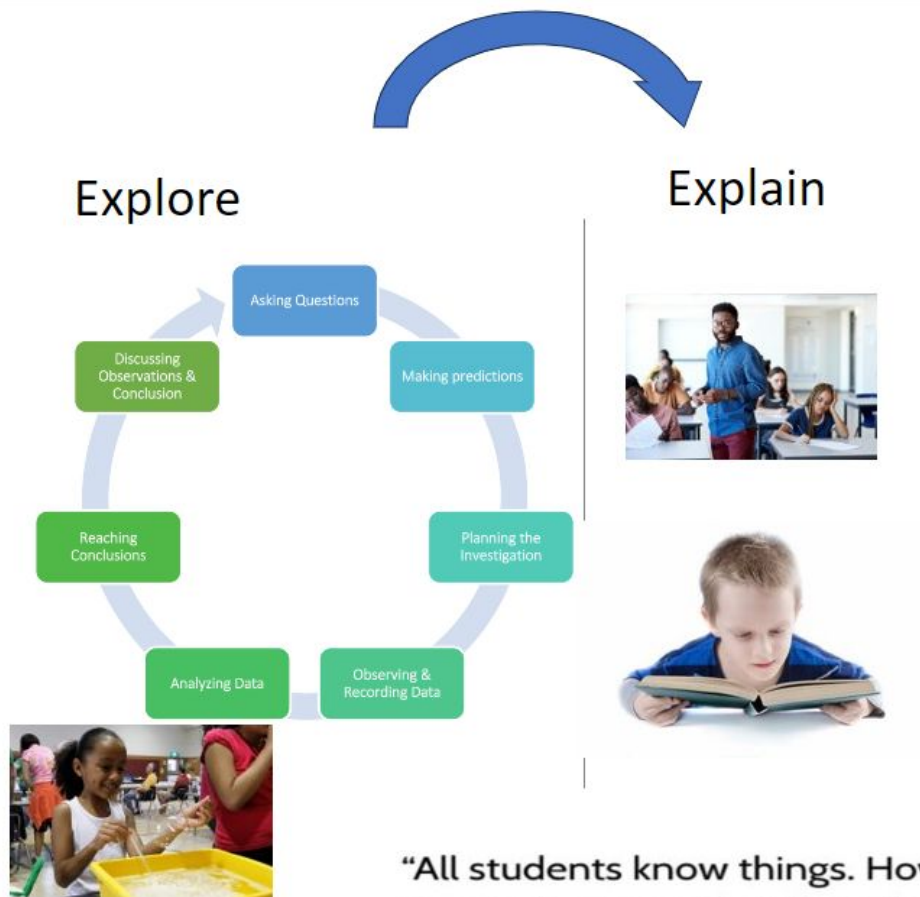 Explore
Explain
Asking Questions
Making predictions
Planning the
Investigation
Observing &
Recording Data
Analyzing Data
Reaching
Conclusions
Discussing
Observations &
Conclusion
“All students know things. How